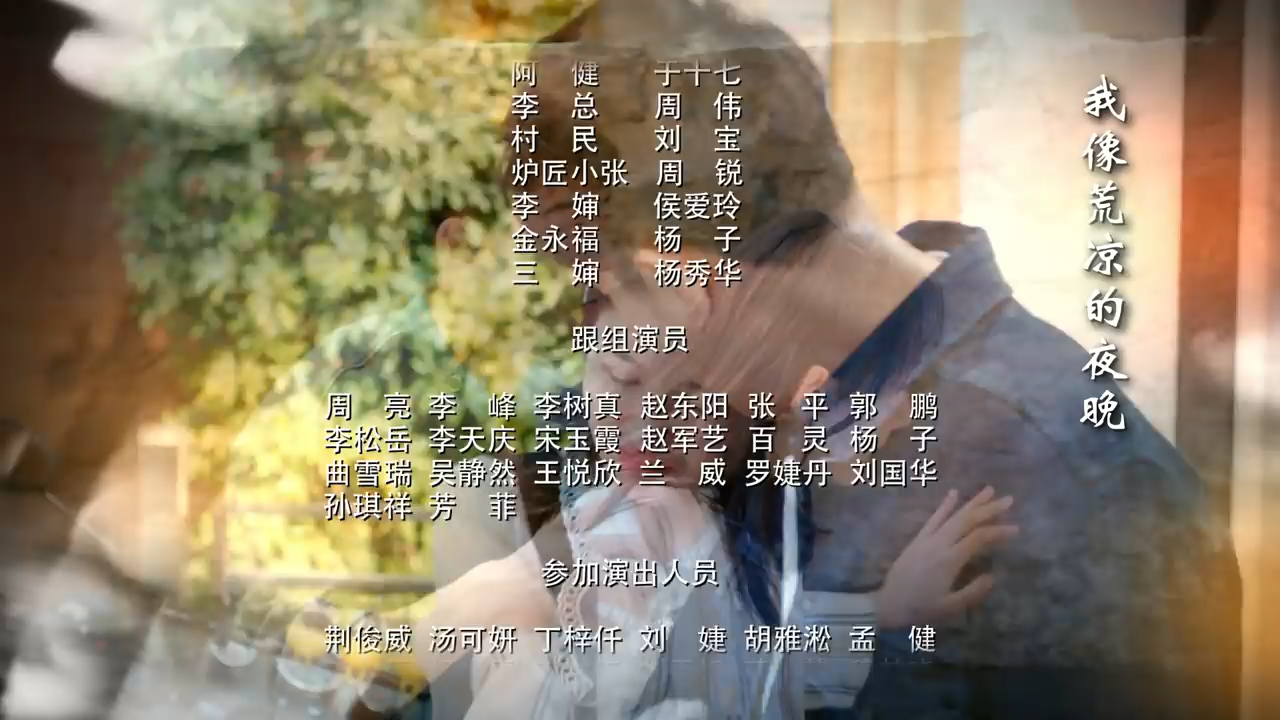 阿健 于十七
李总 周伟
村民 刘宝
炉匠小张 周锐
李婶 侯爱玲
金永福 杨子
三婶 杨秀华
跟组演员
周亮 李峰 李树真 赵东阳 张平 郭鹏
李松岳 李天庆 宋玉霞 赵军艺 百灵 杨子
曲雪瑞 吴静然 王悦欣 兰威 罗婕丹 刘国华
孙琪祥 芳菲
参加演出人员
荆俊威 汤可妍 丁梓仟 刘婕 胡雅淞 孟健
我像荒凉的夜晚